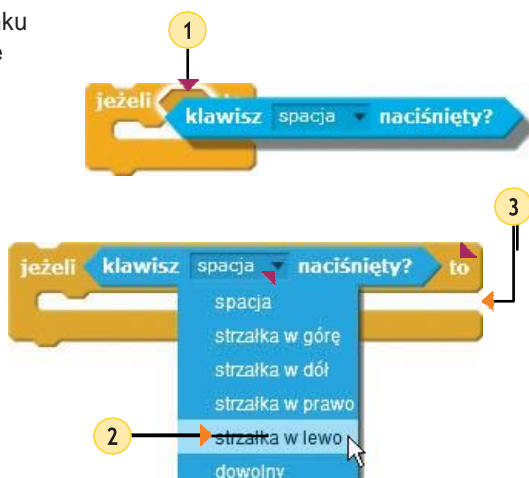 ku
e
1
jeżeli
klawisz spacja naciśnięty?
3
jeżeli klawisz spacja naciśnięty? to
spacja
strzałka w górę
strzałka w dół
strzałka w prawo
2
strzałka w lewo
dowolny